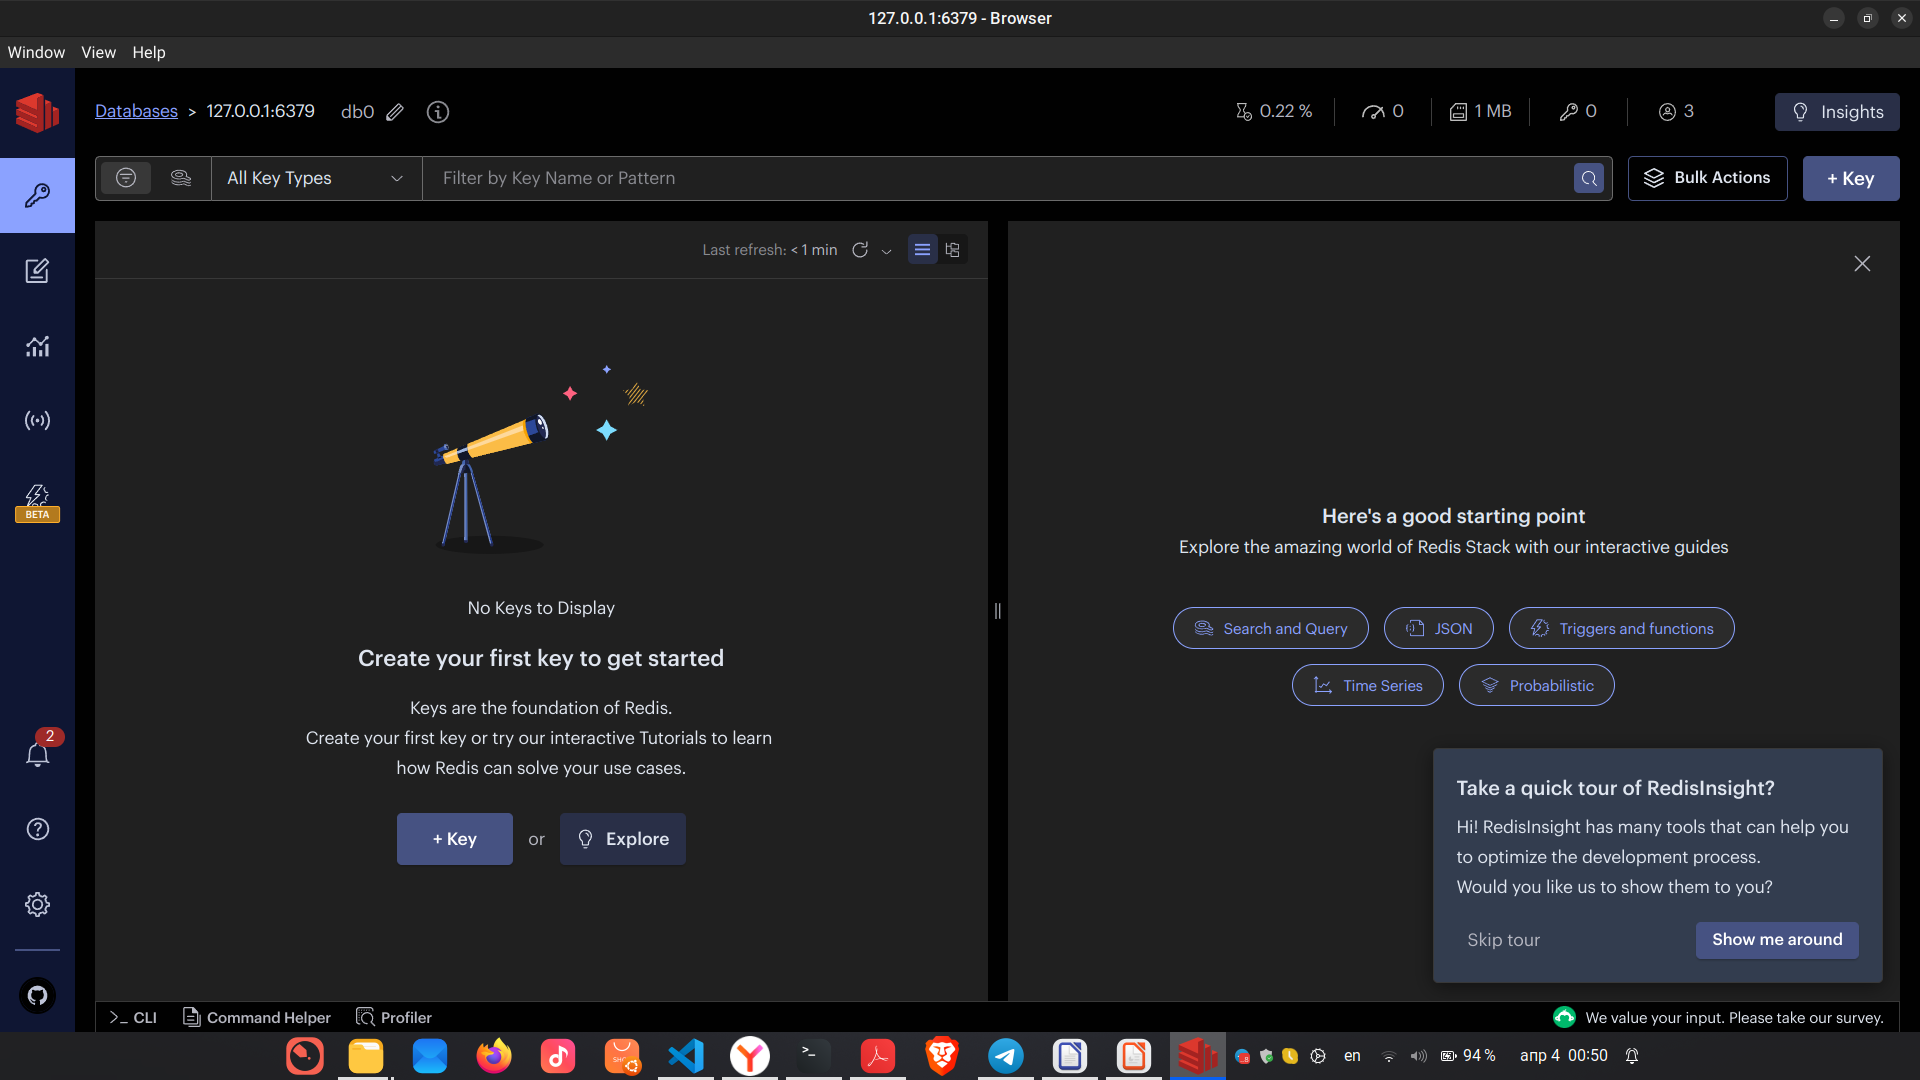 127.0.0.1:6379 - Browser
Window View Help
Databases > 127.0.0.1:6379 db0 0.22 % 0 1 MB 0 3 Insights
All Key Types Filter by Key Name or Pattern Bulk Actions + Key
Last refresh: < 1 min
BETA
No Keys to Display
Create your first key to get started
Keys are the foundation of Redis.
Create your first key or try our interactive Tutorials to learn
how Redis can solve your use cases.
+ Key or Explore
Here's a good starting point
Explore the amazing world of Redis Stack with our interactive guides
Search and Query JSON Triggers and functions
Time Series Probabilistic
2
Take a quick tour of RedisInsight?
Hi! RedisInsight has many tools that can help you
to optimize the development process.
Would you like us to show them to you?
Skip tour Show me around
>_ CLI Command Helper Profiler We value your input. Please take our survey.
en 94 % апр 4 00:50